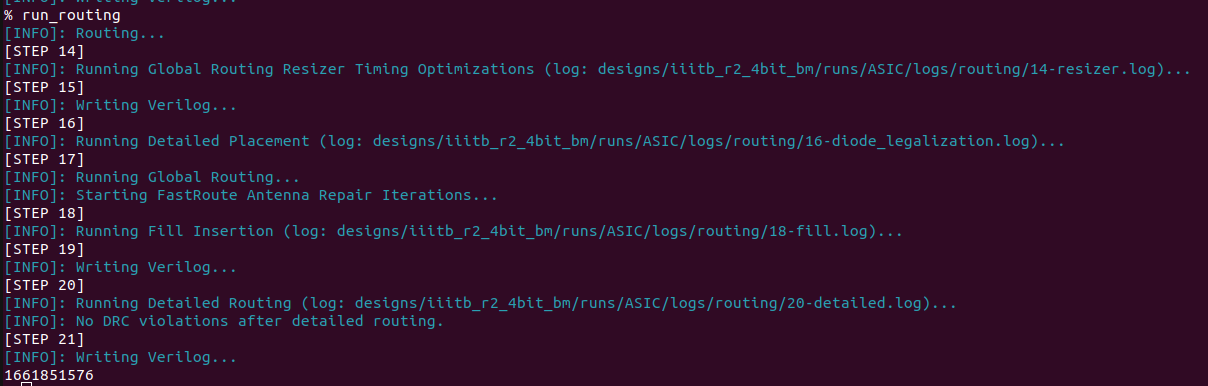 [INFO]: Writing Verilog...
% run_routing
[INFO]: Routing...
[STEP 14]
[INFO]: Running Global Routing Resizer Timing Optimizations (log: designs/iiitb_r2_4bit_bm/runs/ASIC/logs/routing/14-resizer.log)...
[STEP 15]
[INFO]: Writing Verilog...
[STEP 16]
[INFO]: Running Detailed Placement (log: designs/iiitb_r2_4bit_bm/runs/ASIC/logs/routing/16-diode_legalization.log)...
[STEP 17]
[INFO]: Running Global Routing...
[INFO]: Starting FastRoute Antenna Repair Iterations...
[STEP 18]
[INFO]: Running Fill Insertion (log: designs/iiitb_r2_4bit_bm/runs/ASIC/logs/routing/18-fill.log)...
[STEP 19]
[INFO]: Writing Verilog...
[STEP 20]
[INFO]: Running Detailed Routing (log: designs/iiitb_r2_4bit_bm/runs/ASIC/logs/routing/20-detailed.log)...
[INFO]: No DRC violations after detailed routing.
[STEP 21]
[INFO]: Writing Verilog...
1661851576